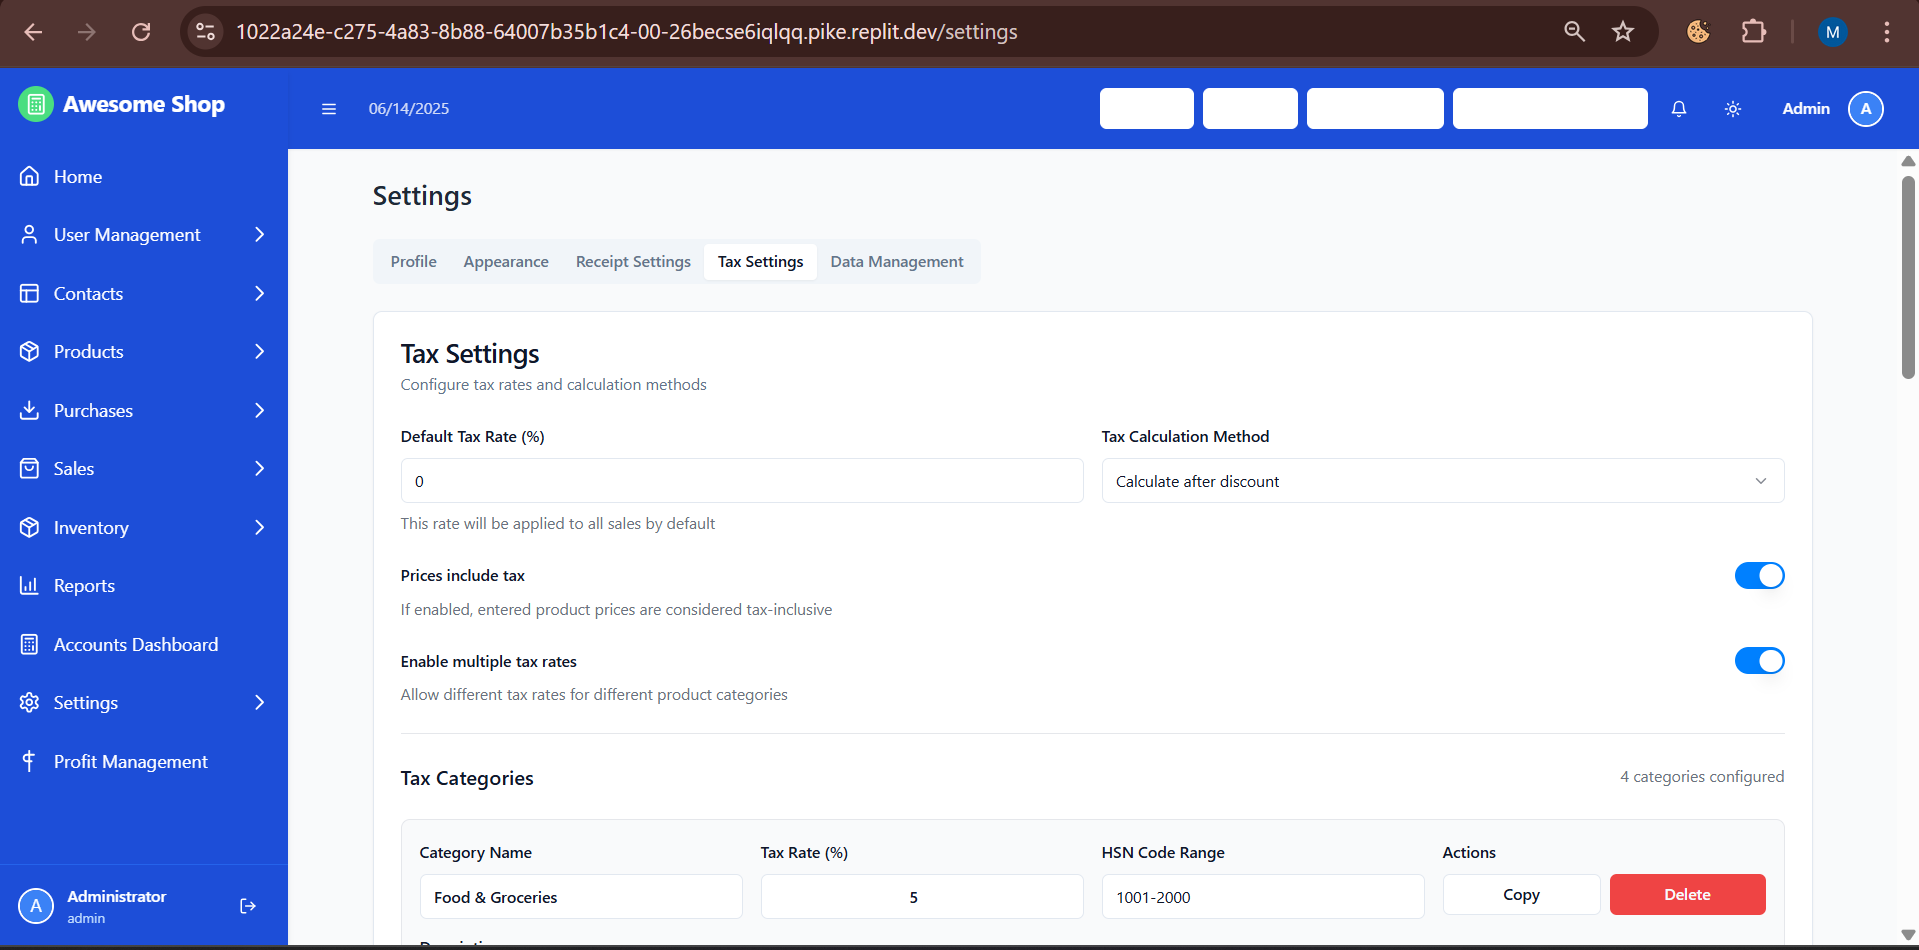 1022a24e-c275-4a83-8b88-64007b35b1c4-00-26becse6iqlqq.pike.replit.dev/settings
M
Awesome Shop
06/14/2025
Admin
A
Home
User Management
Contacts
Products
Purchases
Sales
Inventory
Reports
Accounts Dashboard
Settings
Profit Management
A
Administrator
admin
Settings
Profile
Appearance
Receipt Settings
Tax Settings
Data Management
Tax Settings
Configure tax rates and calculation methods
Default Tax Rate (%)
0
This rate will be applied to all sales by default
Tax Calculation Method
Calculate after discount
Prices include tax
If enabled, entered product prices are considered tax-inclusive
Enable multiple tax rates
Allow different tax rates for different product categories
Tax Categories
4 categories configured
Category Name
Tax Rate (%)
HSN Code Range
Actions
Food & Groceries
5
1001-2000
Copy
Delete